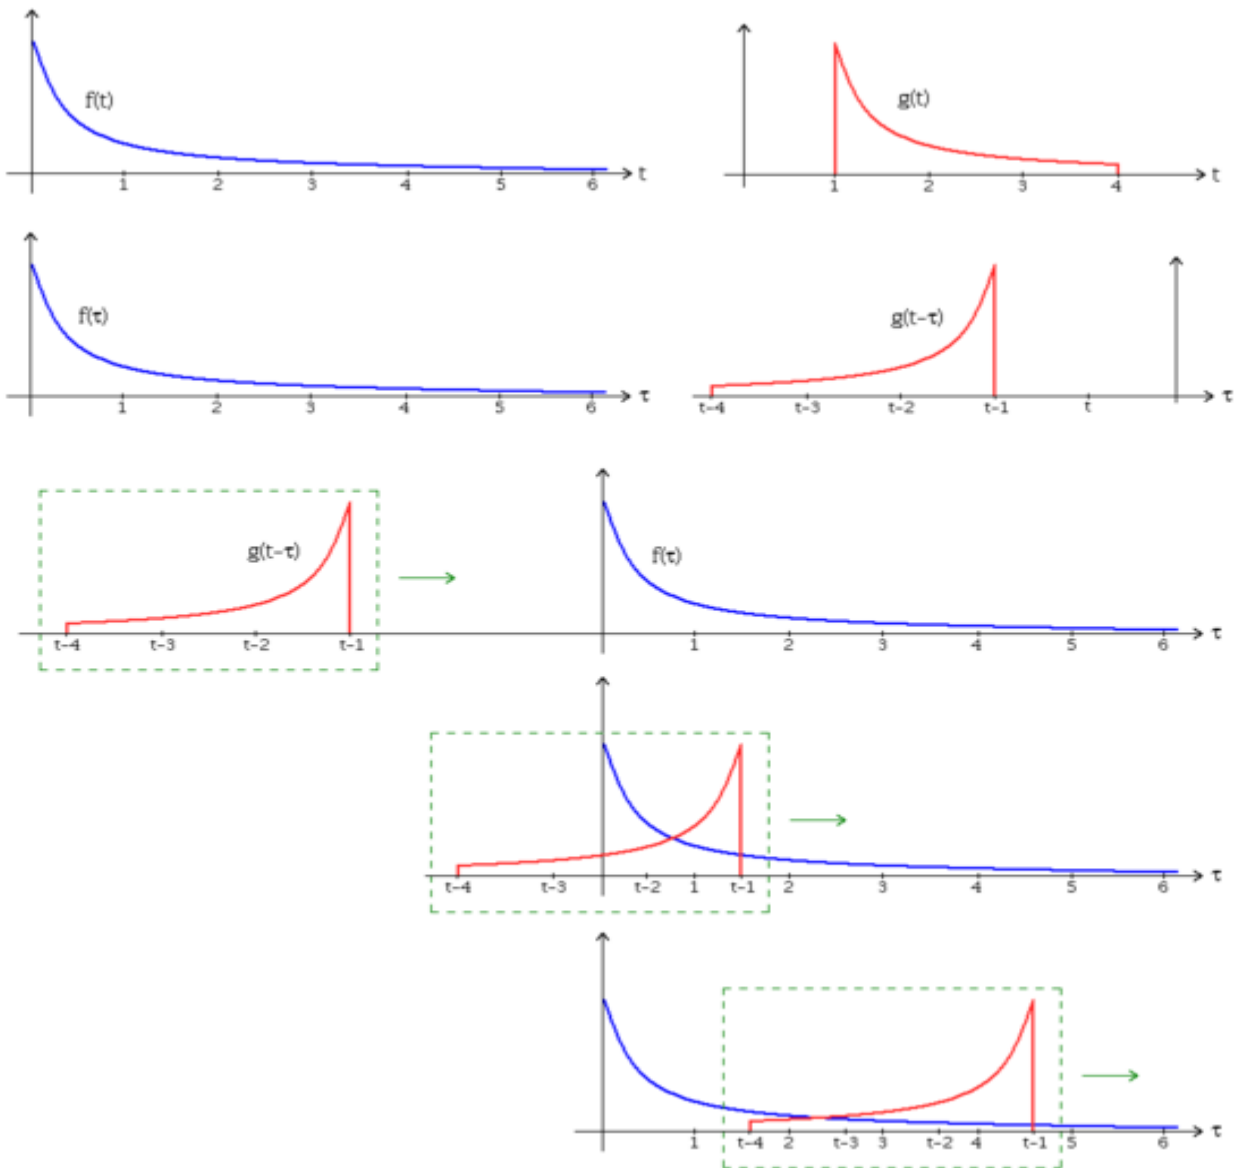 f(t)
g(t)
1 2 3 4 5 6 t
1 2 3 4 t
f(τ)
g(t-τ)
1 2 3 4 5 6 τ
t-4 t-3 t-2 t-1 t τ
g(t-τ)
f(τ)
t-4 t-3 t-2 t-1 1 2 3 4 5 6 τ
t-4 t-3 t-2 1 t-1 2 3 4 5 6 τ
1 t-4 2 t-3 3 t-2 4 t-1 5 6 τ